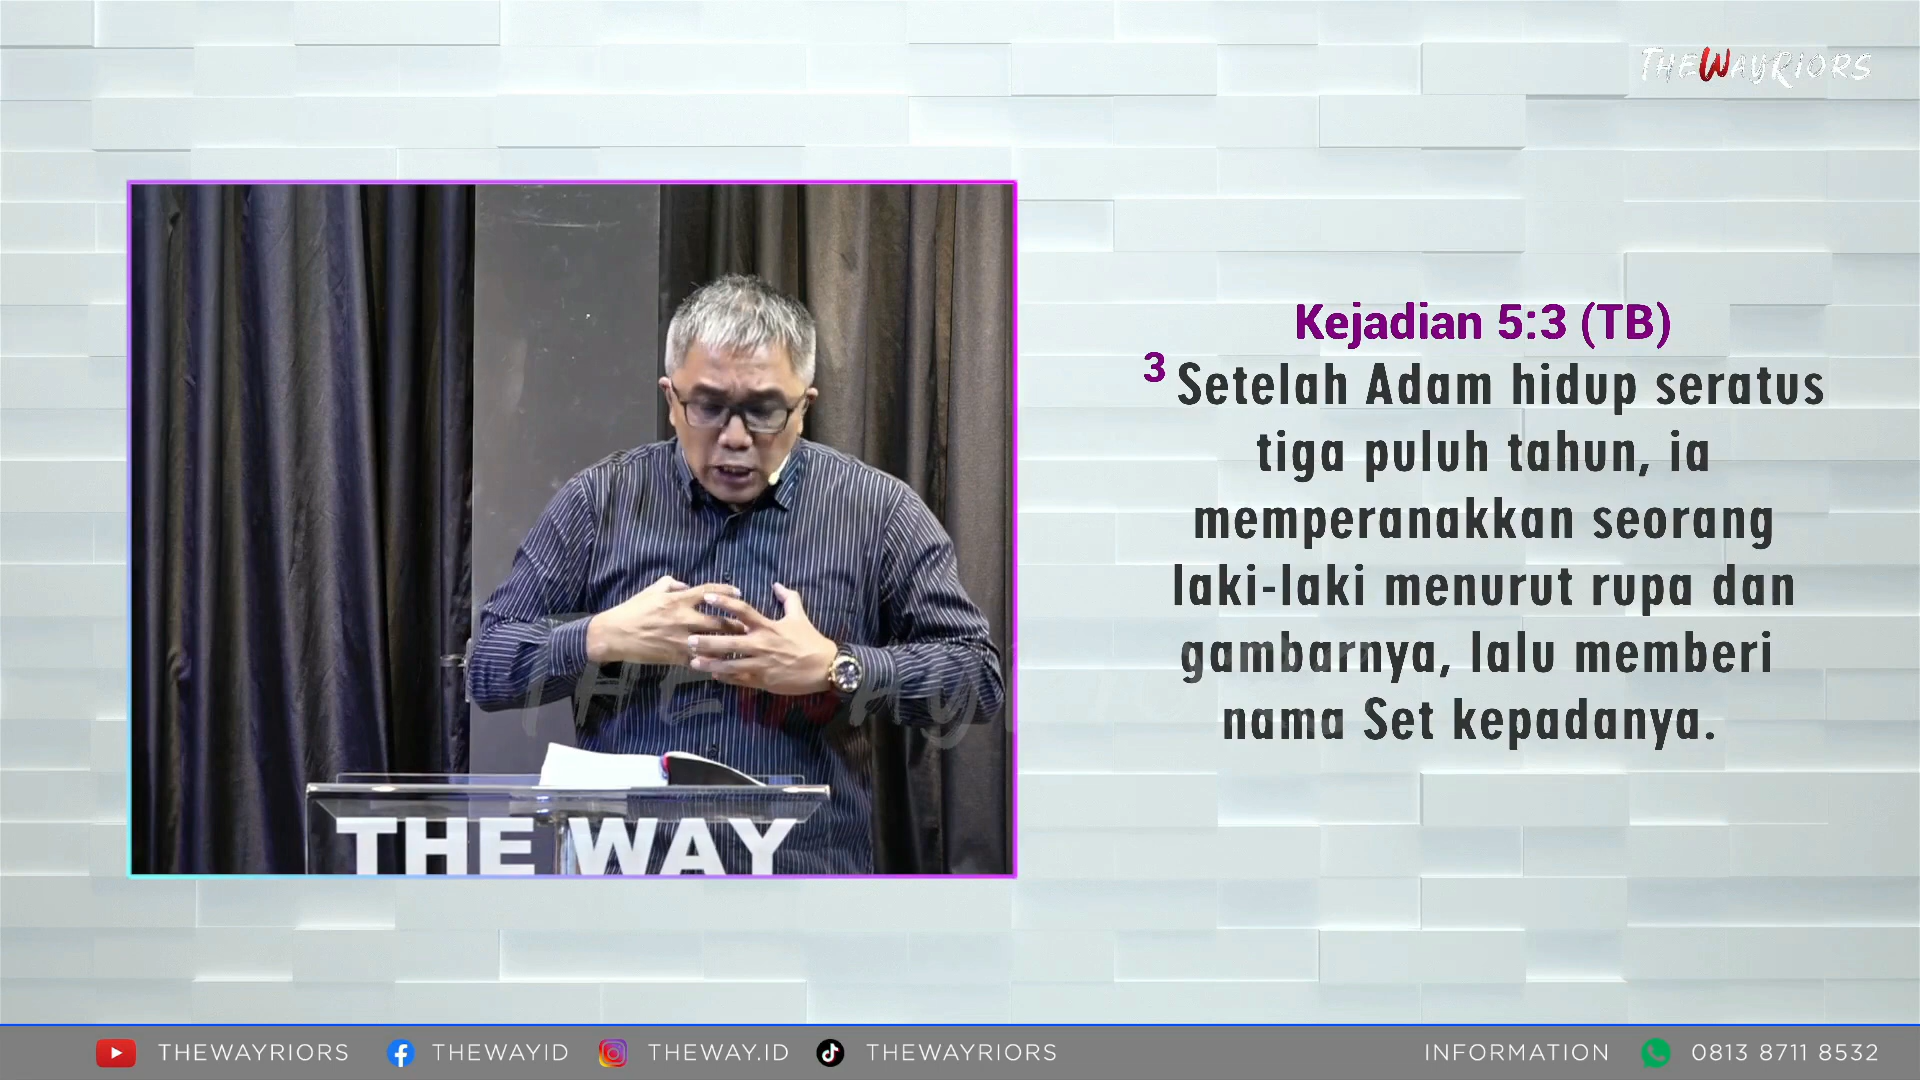 THEWAYRIORS
Kejadian 5:3 (TB)
3 Setelah Adam hidup seratus
tiga puluh tahun, ia
memperanakkan seorang
laki-laki menurut rupa dan
gambarnya, lalu memberi
nama Set kepadanya.
THEWAYRIORS
THE WAY
THEWAYRIORS THEWAYID THEWAY.ID THEWAYRIORS INFORMATION 0813 8711 8532